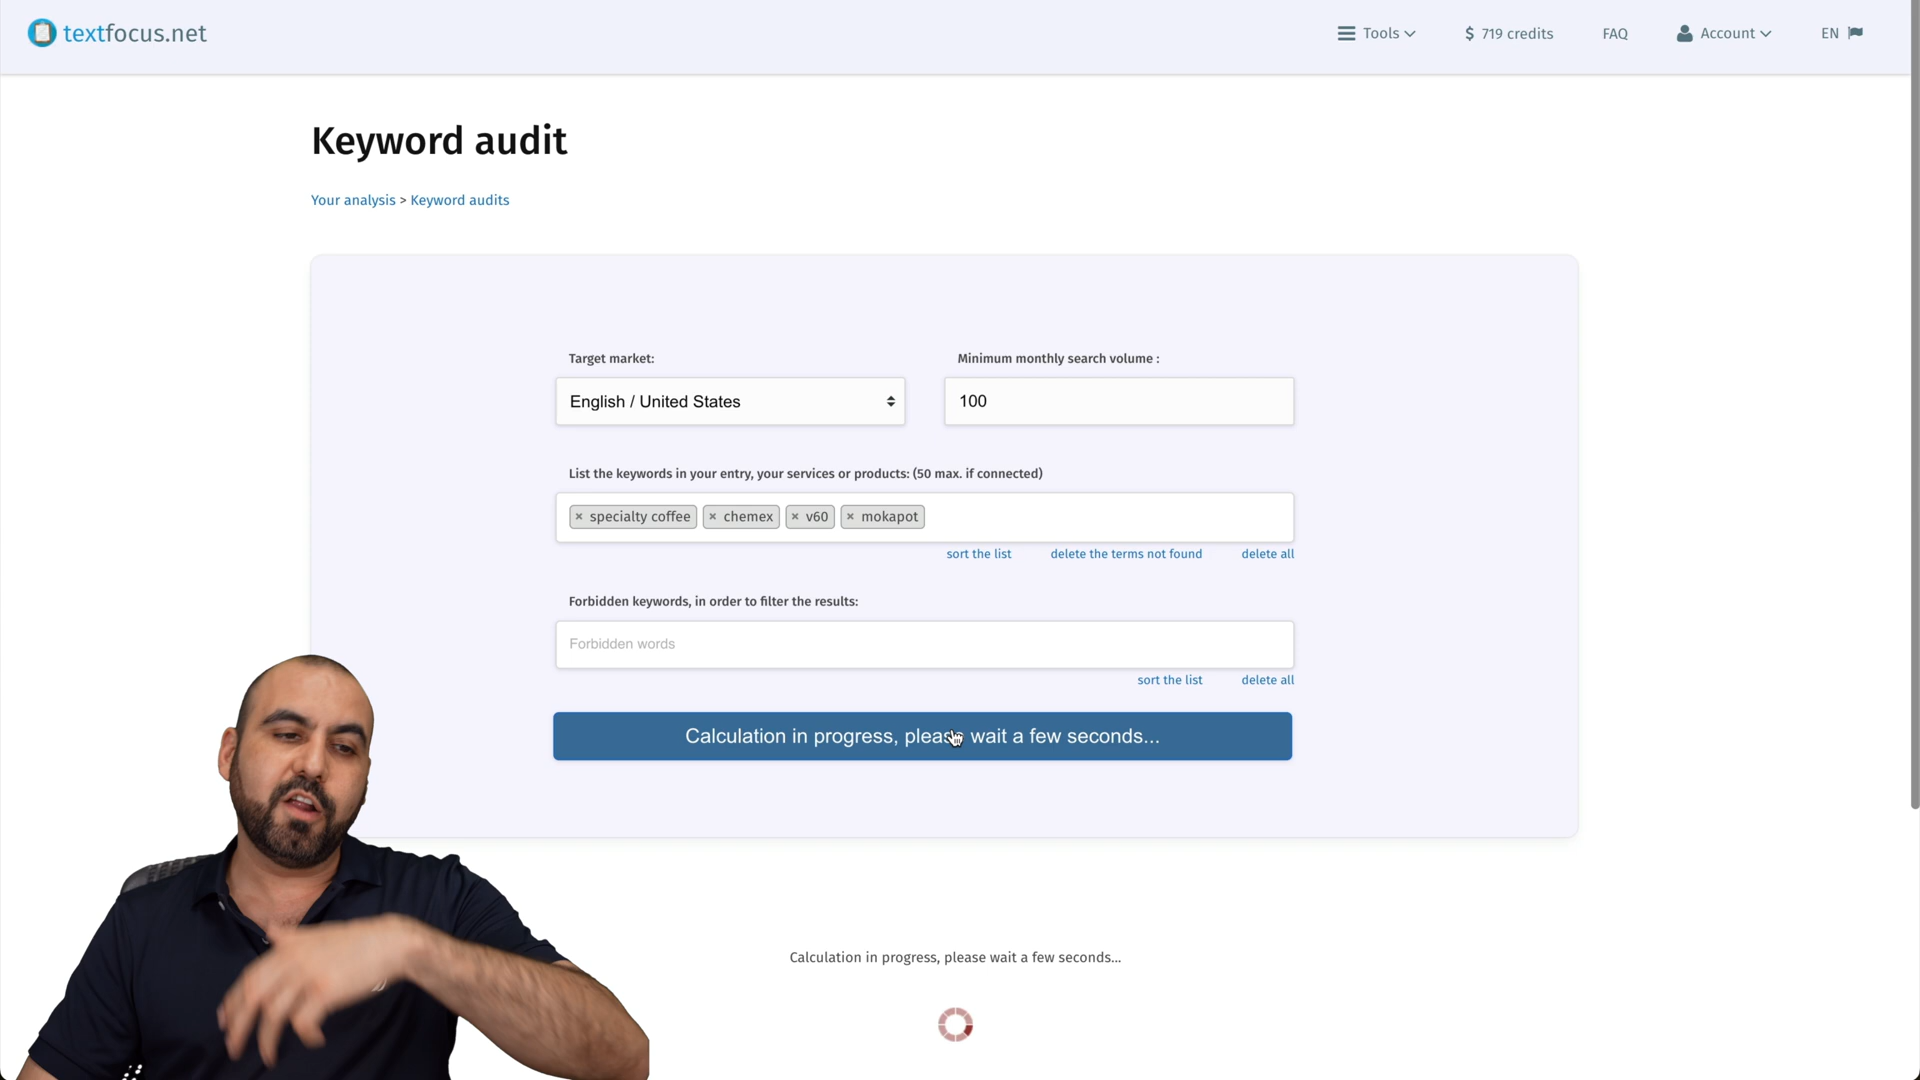 textfocus.net
Tools
$ 719 credits
FAQ
Account
EN
Keyword audit
Your analysis > Keyword audits
Target market:
Minimum monthly search volume :
English / United States
100
List the keywords in your entry, your services or products: (50 max. if connected)
× specialty coffee × chemex × v60 × mokapot
sort the list
delete the terms not found
delete all
Forbidden keywords, in order to filter the results:
Forbidden words
sort the list
delete all
Calculation in progress, please wait a few seconds...
Calculation in progress, please wait a few seconds...